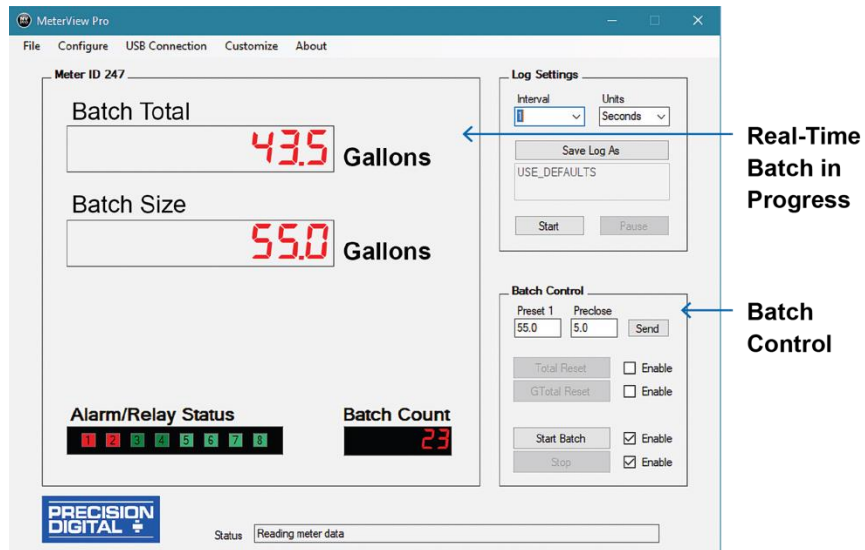 MeterView Pro
File Configure USB Connection Customize About
Meter ID 247
Batch Total
43.5 Gallons
Batch Size
55.0 Gallons
Alarm/Relay Status
1 2 3 4 5 6 7 8
Batch Count
23
Log Settings
Interval Units
1 Seconds
Save Log As
USE_DEFAULTS
Start Pause
Batch Control
Preset 1 Preclose
55.0 5.0 Send
Total Reset Enable
GTotal Reset Enable
Start Batch Enable
Stop Enable
Real-Time
Batch in
Progress
Batch
Control
PRECISION
DIGITAL
Status Reading meter data